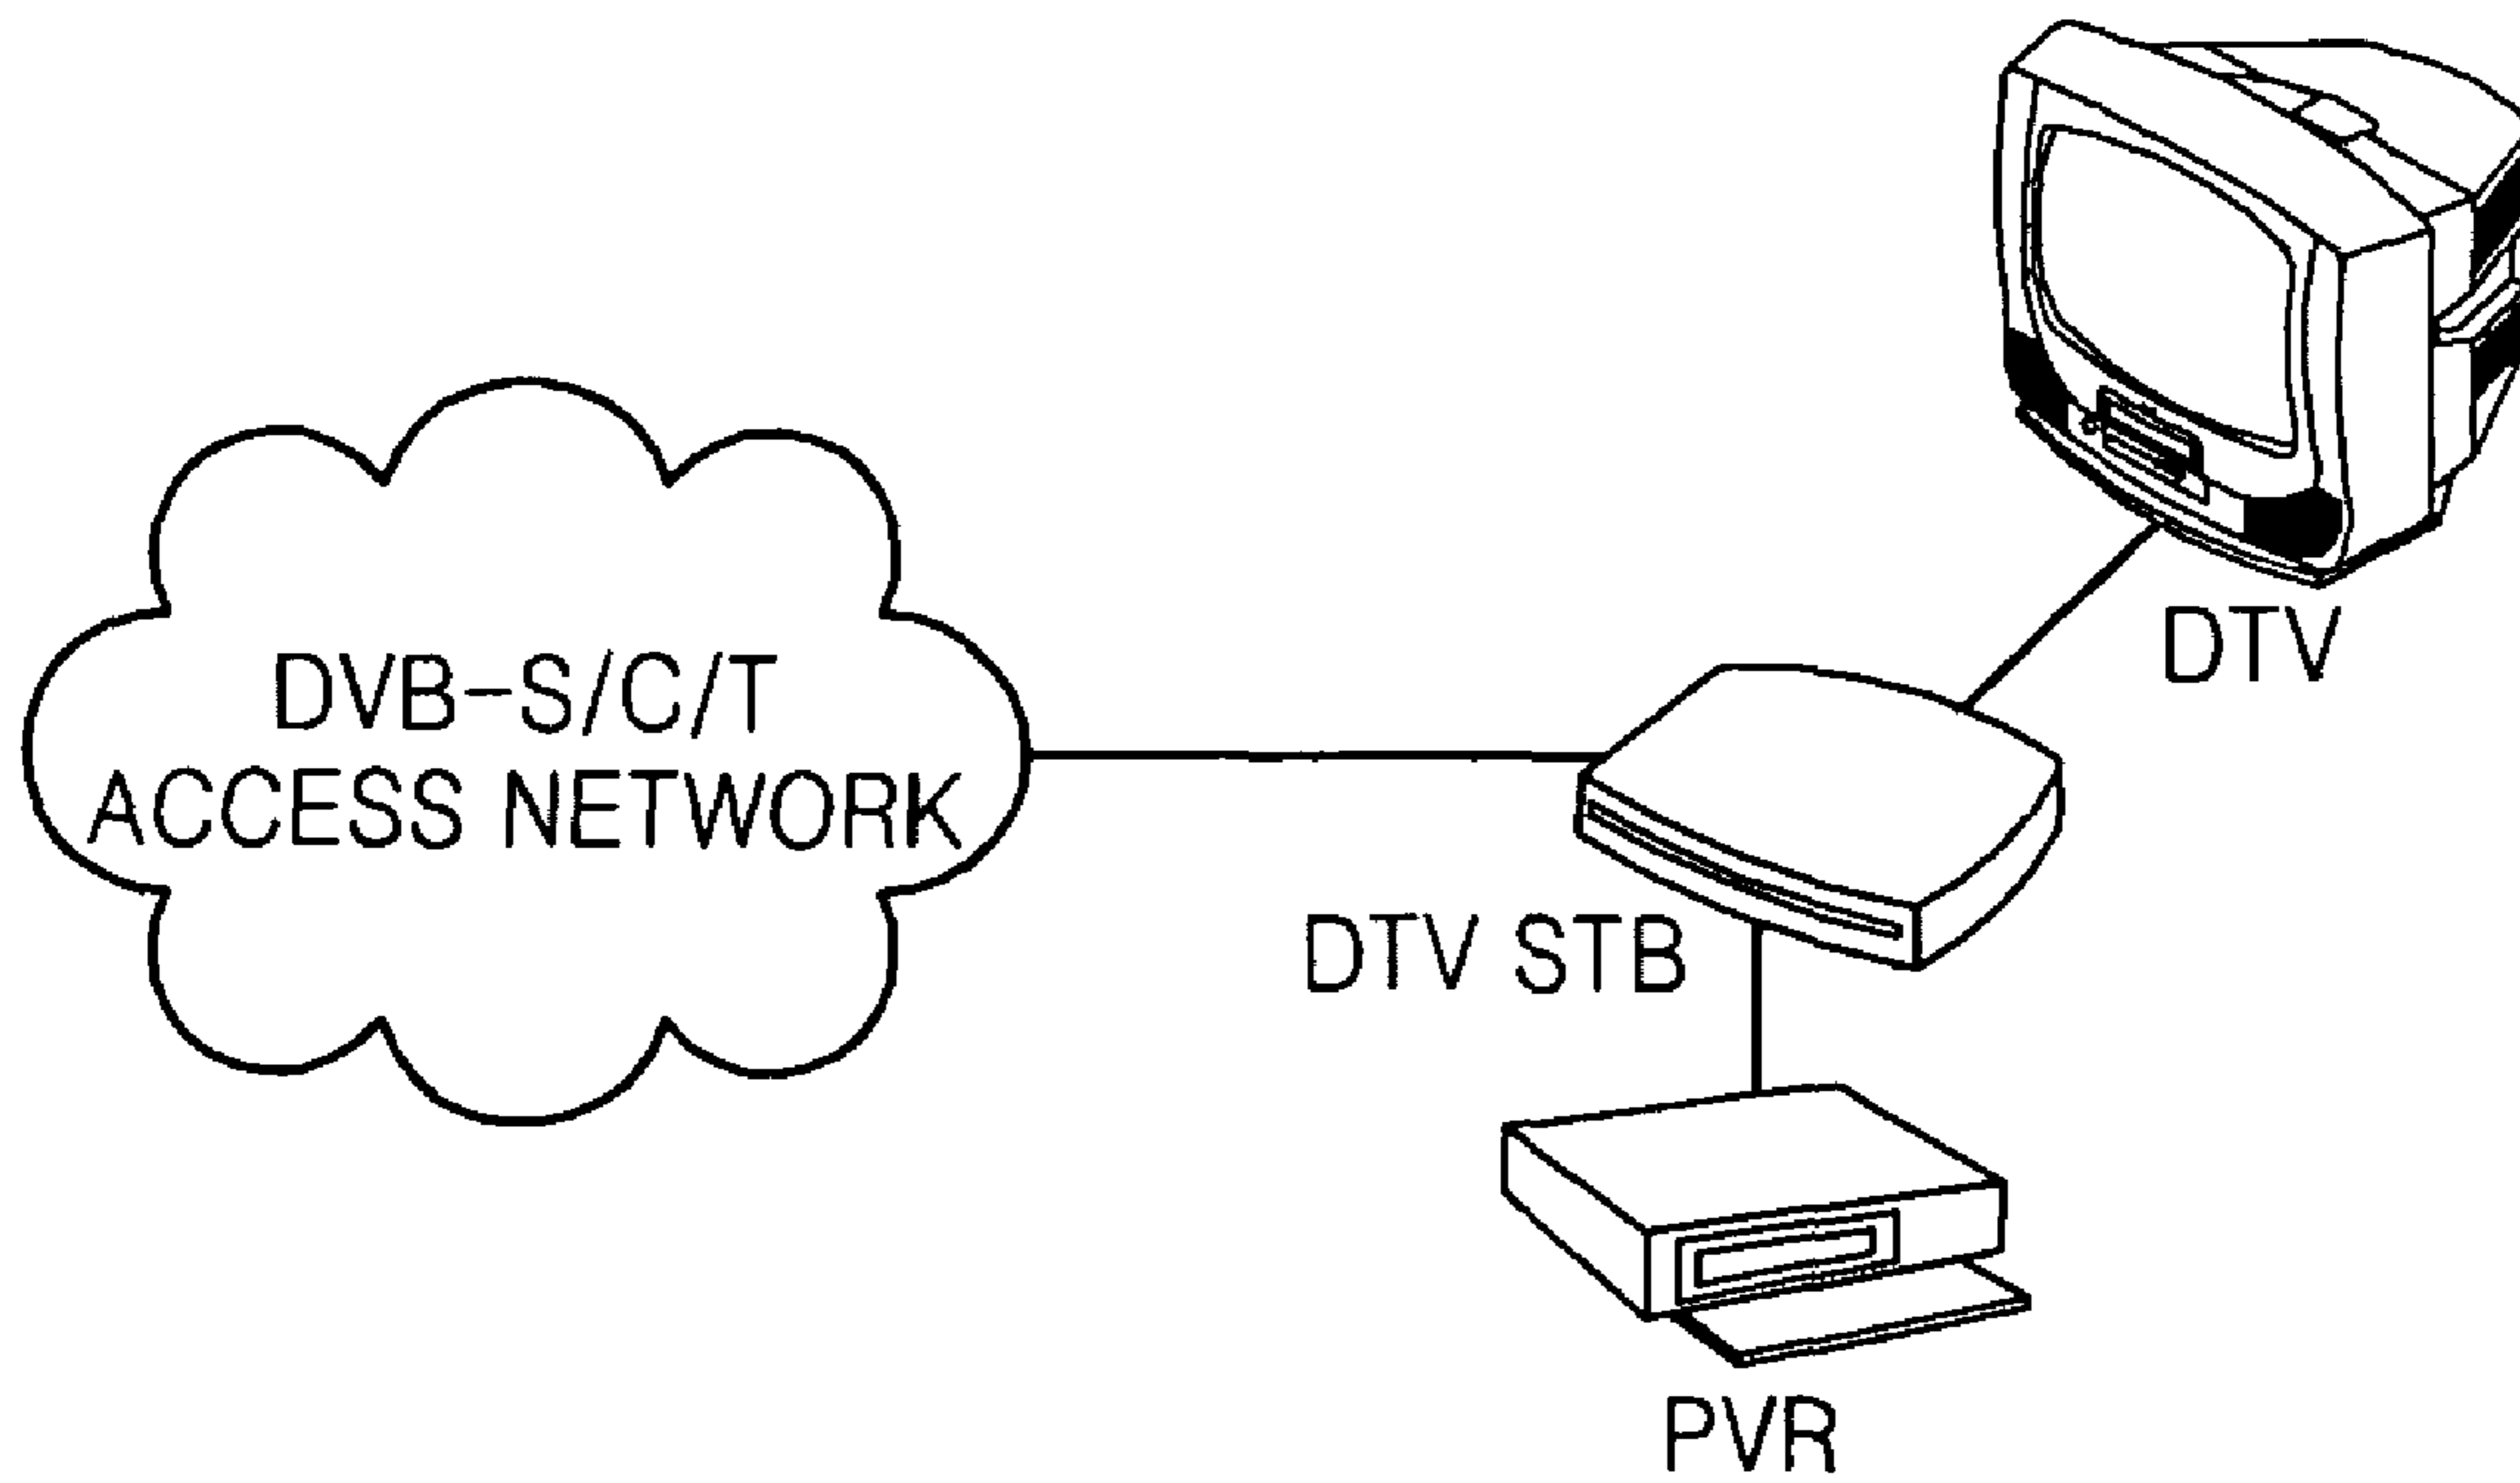 DVB-S/C/T
ACCESS NETWORK
DTV
DTV STB
PVR